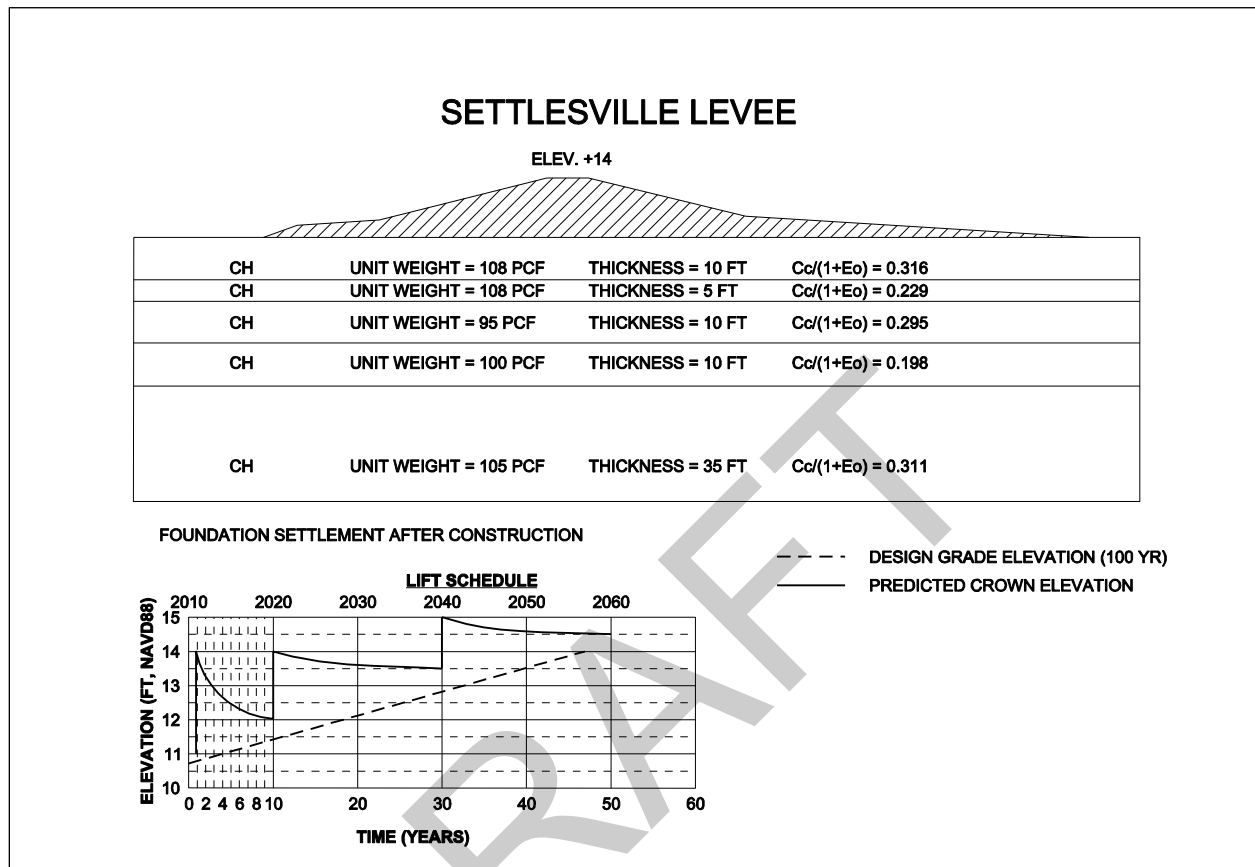 SETTLESVILLE LEVEE
ELEV. +14
CH UNIT WEIGHT = 108 PCF THICKNESS = 10 FT Cc/(1+Eo) = 0.316
CH UNIT WEIGHT = 108 PCF THICKNESS = 5 FT Cc/(1+Eo) = 0.229
CH UNIT WEIGHT = 95 PCF THICKNESS = 10 FT Cc/(1+Eo) = 0.295
CH UNIT WEIGHT = 100 PCF THICKNESS = 10 FT Cc/(1+Eo) = 0.198
CH UNIT WEIGHT = 105 PCF THICKNESS = 35 FT Cc/(1+Eo) = 0.311
FOUNDATION SETTLEMENT AFTER CONSTRUCTION
DESIGN GRADE ELEVATION (100 YR)
PREDICTED CROWN ELEVATION
LIFT SCHEDULE
2010 2020 2030 2040 2050 2060
ELEVATION (FT, NAVD88)
15
14
13
12
11
10
0 2 4 6 8 10 20 30 40 50 60
TIME (YEARS)
RAFT